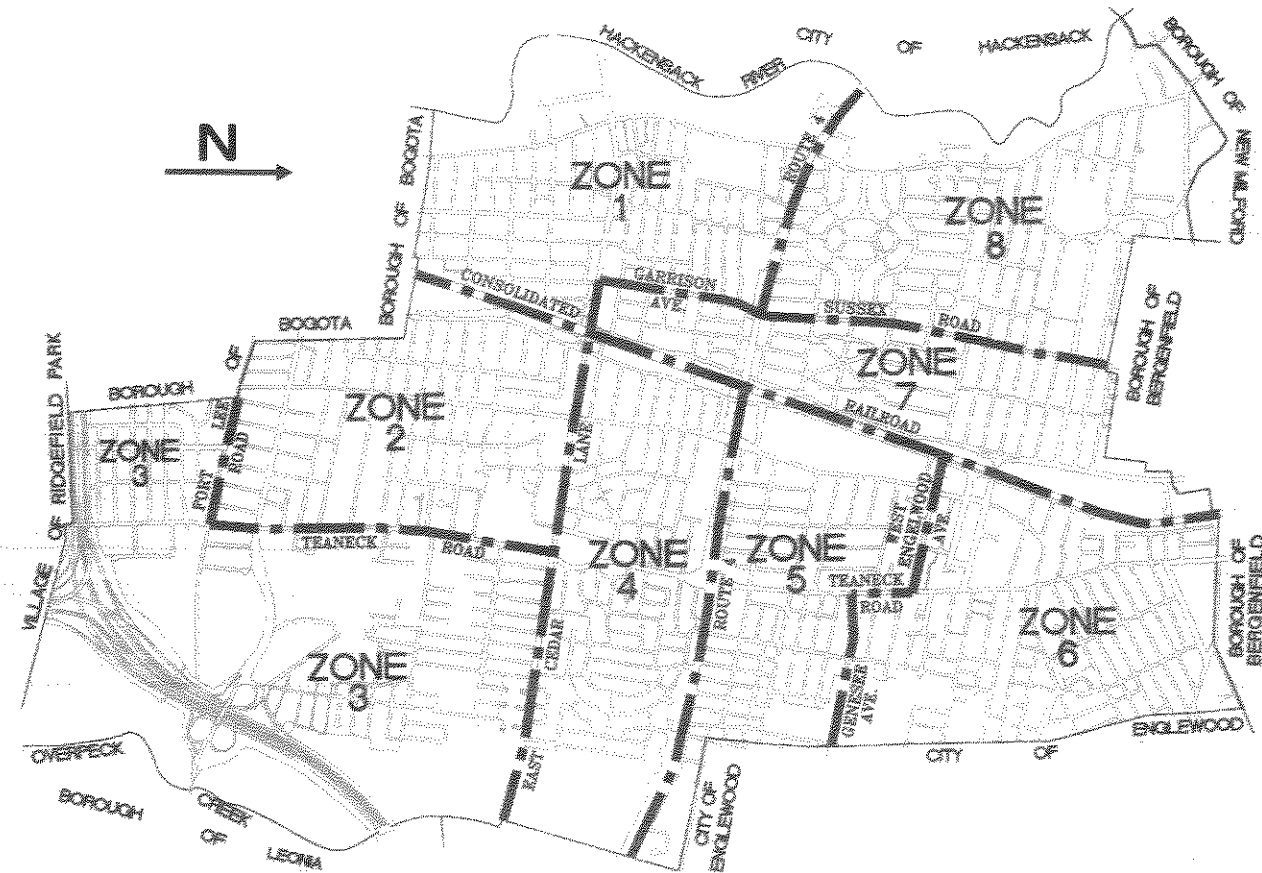 CITY OF HACKENSACK
HACKENSACK RIVER
BOROUGH OF NEW MILFORD
N
BOROUGH OF BOGOTA
ZONE
1
ROUTE 4
ZONE
8
CONSOLIDATED
GARRISON
AVE
SUSSEX ROAD
BOROUGH OF
BERGENFIELD
VILLAGE OF RIDGEFIELD PARK
BOROUGH OF BOGOTA
ZONE
7
RAILROAD
ZONE
2
LANE
ZONE
3
FORT LEE
ROAD
TEANECK ROAD
ZONE
4
ROUTE 4
ZONE
5
WEST
ENGLEWOOD
AVE
TEANECK
ROAD
ZONE
6
BOROUGH OF
BERGENFIELD
ZONE
3
CEDAR
EAST
GENESEE
AVE.
CITY OF ENGLEWOOD
OVERPECK CREEK
BOROUGH OF LEONIA
CITY OF
ENGLEWOOD